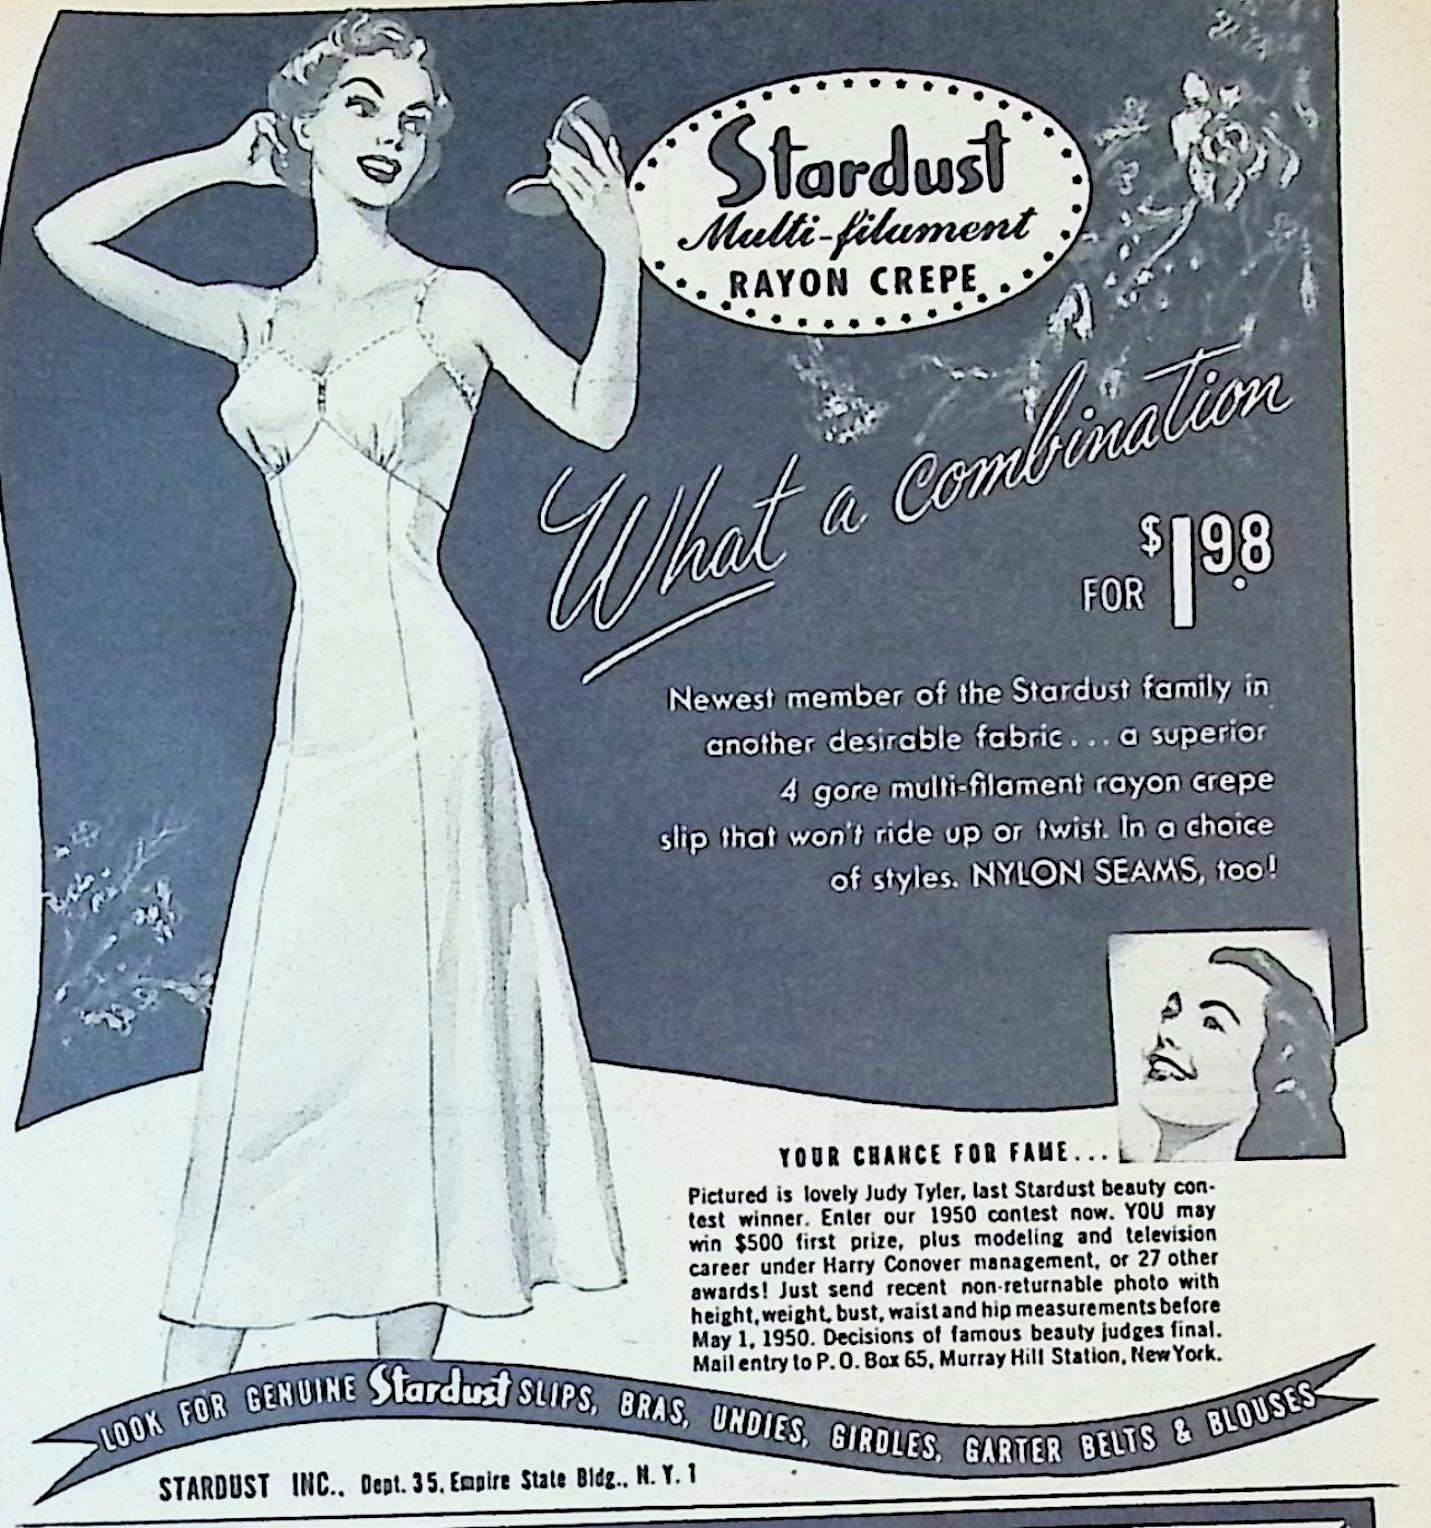 Stardust
Multi-filament
RAYON CREPE
What a combination
FOR $1.98
Newest member of the Stardust family in
another desirable fabric... a superior
4 gore multi-filament rayon crepe
slip that won't ride up or twist. In a choice
of styles. NYLON SEAMS, too!
YOUR CHANCE FOR FAME...
Pictured is lovely Judy Tyler, last Stardust beauty con-
test winner. Enter our 1950 contest now. YOU may
win $500 first prize, plus modeling and television
career under Harry Conover management, or 27 other
awards! Just send recent non-returnable photo with
height, weight, bust, waist and hip measurements before
May 1, 1950. Decisions of famous beauty judges final.
Mail entry to P. O. Box 65, Murray Hill Station, New York.
LOOK FOR GENUINE Stardust SLIPS, BRAS, UNDIES, GIRDLES, GARTER BELTS & BLOUSES
STARDUST INC., Dept. 35, Empire State Bldg., N. Y. 1